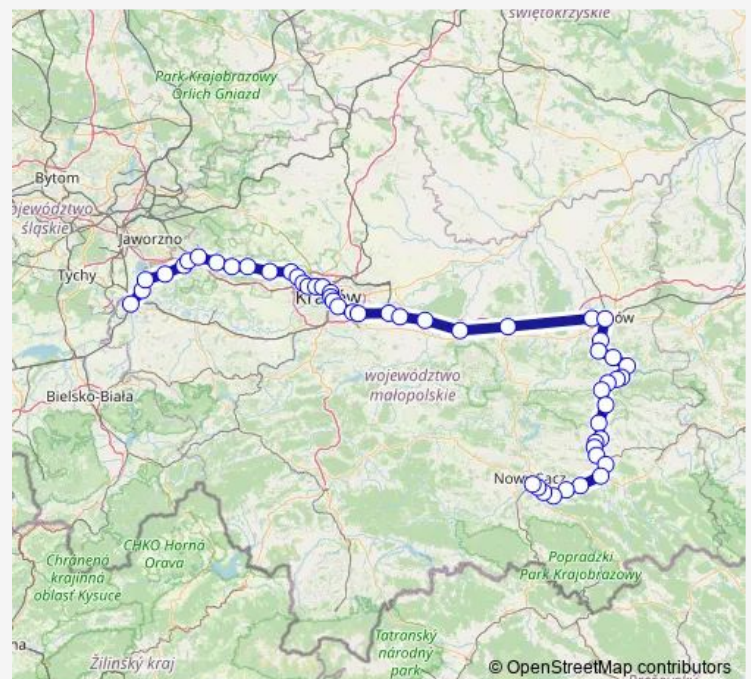 świętokrzyskie
Park Krajobrazowy
Orlich Gniazd
Bytom
śląskie
Jaworzno
Tychy
województwo
małopolskie
Bielsko-Biała
CHKO Horná
Orava
Chránená
krajinná
oblasť Kysuce
Popradzki
Park Krajobrazowy
Tatranský
národný
park
Žilinský kraj
© OpenStreetMap contributors